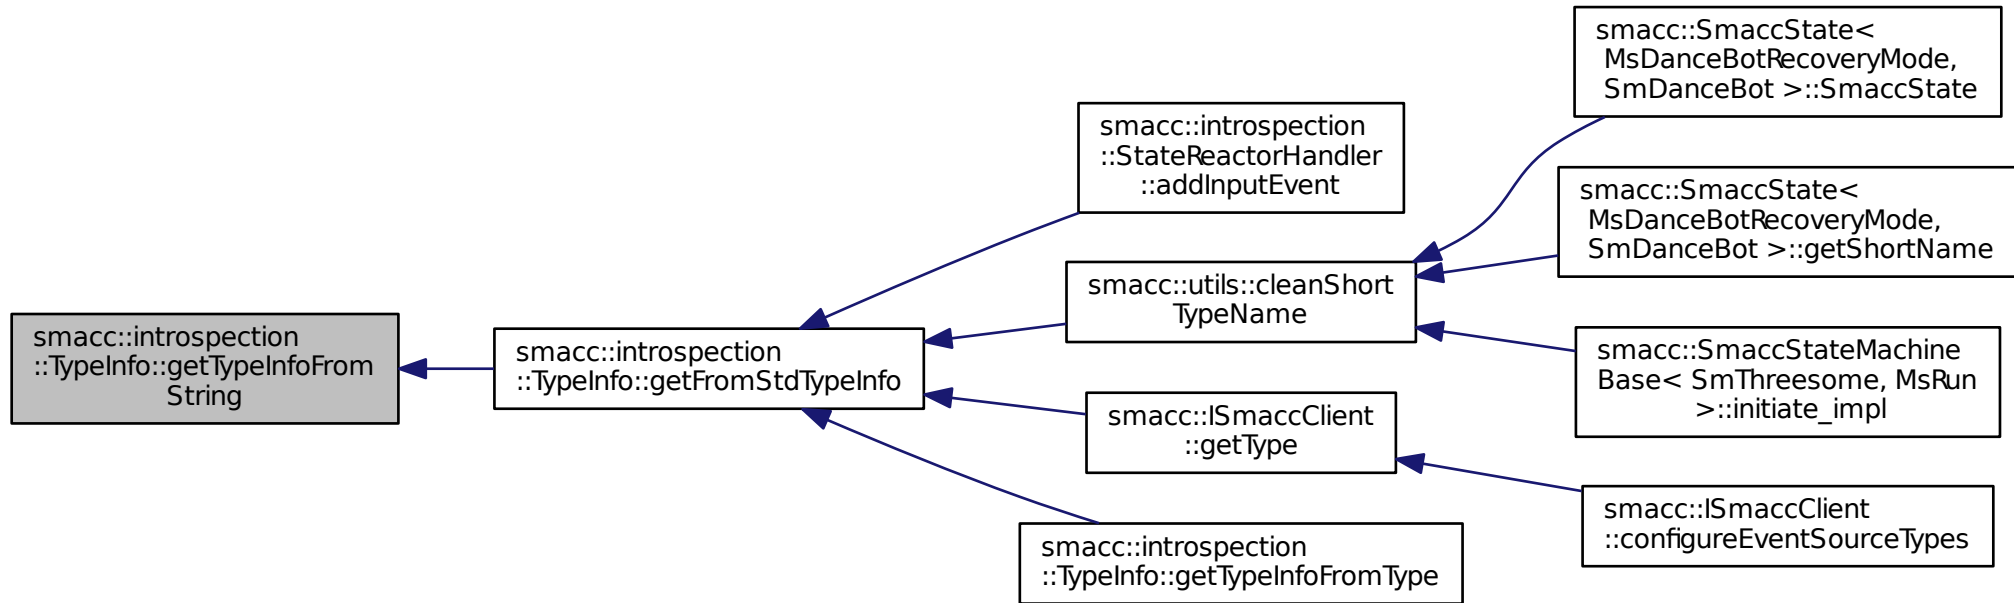 smacc::introspection
::TypeInfo::getTypeInfoFrom
String
smacc::introspection
::TypeInfo::getFromStdTypeInfo
smacc::introspection
::StateReactorHandler
::addInputEvent
smacc::utils::cleanShort
TypeName
smacc::ISmaccClient
::getType
smacc::introspection
::TypeInfo::getTypeInfoFromType
smacc::SmaccState<
MsDanceBotRecoveryMode,
SmDanceBot >::SmaccState
smacc::SmaccState<
MsDanceBotRecoveryMode,
SmDanceBot >::getShortName
smacc::SmaccStateMachine
Base< SmThreesome, MsRun
>::initiate_impl
smacc::ISmaccClient
::configureEventSourceTypes